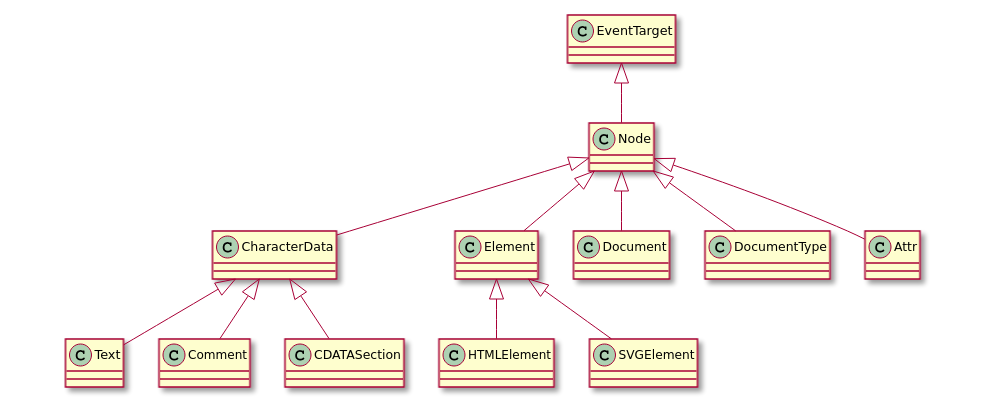 C EventTarget
C Node
C CharacterData
C Element
C Document
C DocumentType
C Attr
C Text
C Comment
C CDATASection
C HTMLElement
C SVGElement